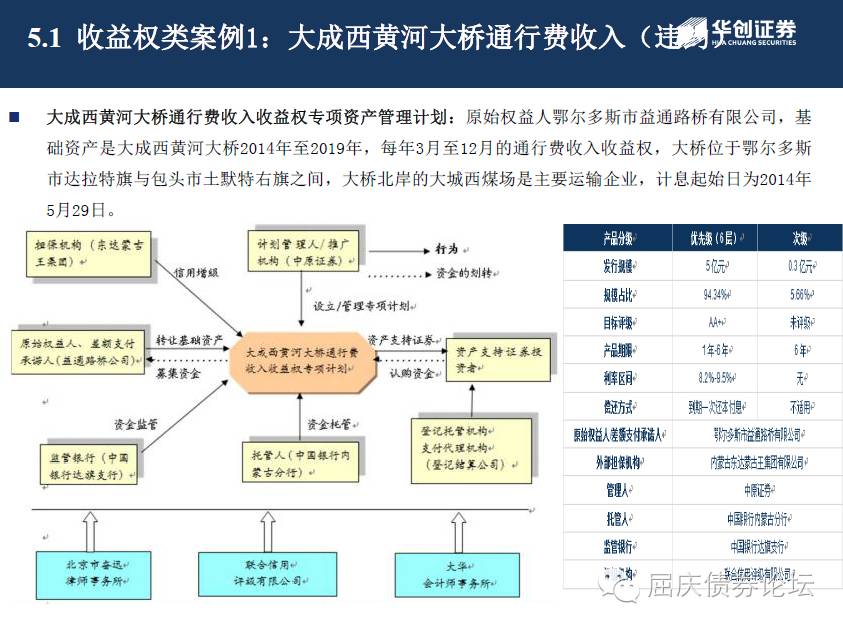 5.1 收益权类案例1：大成西黄河大桥通行费收入（违约
华创证券
HUA CHUANG SECURITIES
大成西黄河大桥通行费收入收益权专项资产管理计划：原始权益人鄂尔多斯市益通路桥有限公司，基
础资产是大成西黄河大桥2014年至2019年，每年3月至12月的通行费收入收益权，大桥位于鄂尔多斯
市达拉特旗与包头市土默特右旗之间，大桥北岸的大城西煤场是主要运输企业，计息起始日为2014年
5月29日。
担保机构（东达蒙古
王集团）
计划管理人/推广
机构（中原证券）
行为
资金的划转
信用增级
设立/管理专项计划
原始权益人、差额支付
承诺人(益通路桥公司)
转让基础资产
募集资金
大成西黄河大桥通行费
收入收益权专项计划
资产支持证券
认购资金
资产支持证券投
资者
资金监管
资金托管
监管银行（中国
银行达旗支行）
托管人（中国银行内
蒙古分行）
登记托管机构
支付代理机构
（登记结算公司）
北京市奋迅
律师事务所
联合信用
评级有限公司
大华
会计师事务所
产品分级 优先级（6层） 次级
发行规模 5亿元 0.3亿元
规模占比 94.34% 5.66%
目标评级 AA+ 未评级
产品期限 1年-6年 6年
利率区间 8.2%-9.5% 无
偿还方式 到期一次还本付息 不适用
原始权益人/差额支付承诺人 鄂尔多斯市益通路桥有限公司
外部担保机构 内蒙古东达蒙古王集团有限公司
管理人 中原证券
托管人 中国银行内蒙古分行
监管银行 中国银行达旗支行
机构 联合信用评级有限公司
屈庆债券论坛